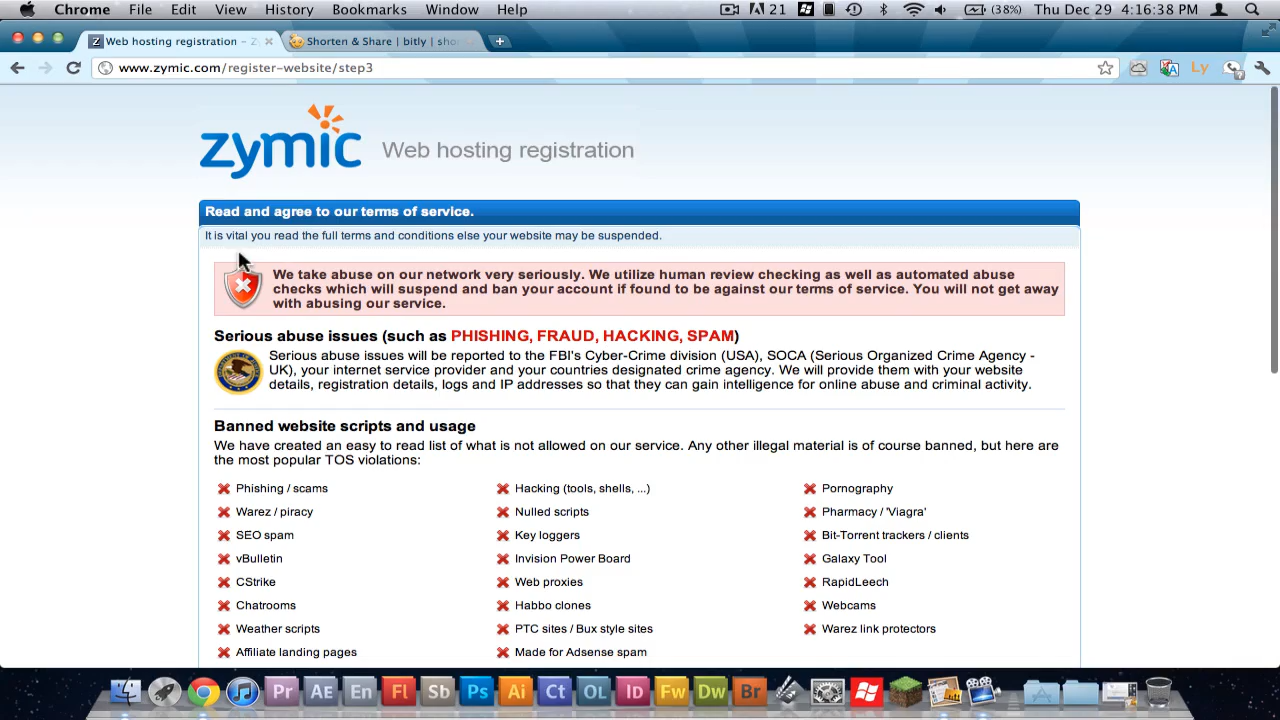 Chrome File Edit View History Bookmarks Window Help 21 (38%) Thu Dec 29 4:16:38 PM
Web hosting registration – Z Shorten & Share | bitly | shor
www.zymic.com/register-website/step3 Ly
zymic Web hosting registration
Read and agree to our terms of service.
It is vital you read the full terms and conditions else your website may be suspended.
We take abuse on our network very seriously. We utilize human review checking as well as automated abuse
checks which will suspend and ban your account if found to be against our terms of service. You will not get away
with abusing our service.
Serious abuse issues (such as PHISHING, FRAUD, HACKING, SPAM)
Serious abuse issues will be reported to the FBI's Cyber-Crime division (USA), SOCA (Serious Organized Crime Agency -
UK), your internet service provider and your countries designated crime agency. We will provide them with your website
details, registration details, logs and IP addresses so that they can gain intelligence for online abuse and criminal activity.
Banned website scripts and usage
We have created an easy to read list of what is not allowed on our service. Any other illegal material is of course banned, but here are
the most popular TOS violations:
Phishing / scams Hacking (tools, shells, ...) Pornography
Warez / piracy Nulled scripts Pharmacy / 'Viagra'
SEO spam Key loggers Bit-Torrent trackers / clients
vBulletin Invision Power Board Galaxy Tool
CStrike Web proxies RapidLeech
Chatrooms Habbo clones Webcams
Weather scripts PTC sites / Bux style sites Warez link protectors
Affiliate landing pages Made for Adsense spam
Pr AE En Fl Sb Ps Ai Ct OL Id Fw Dw Br